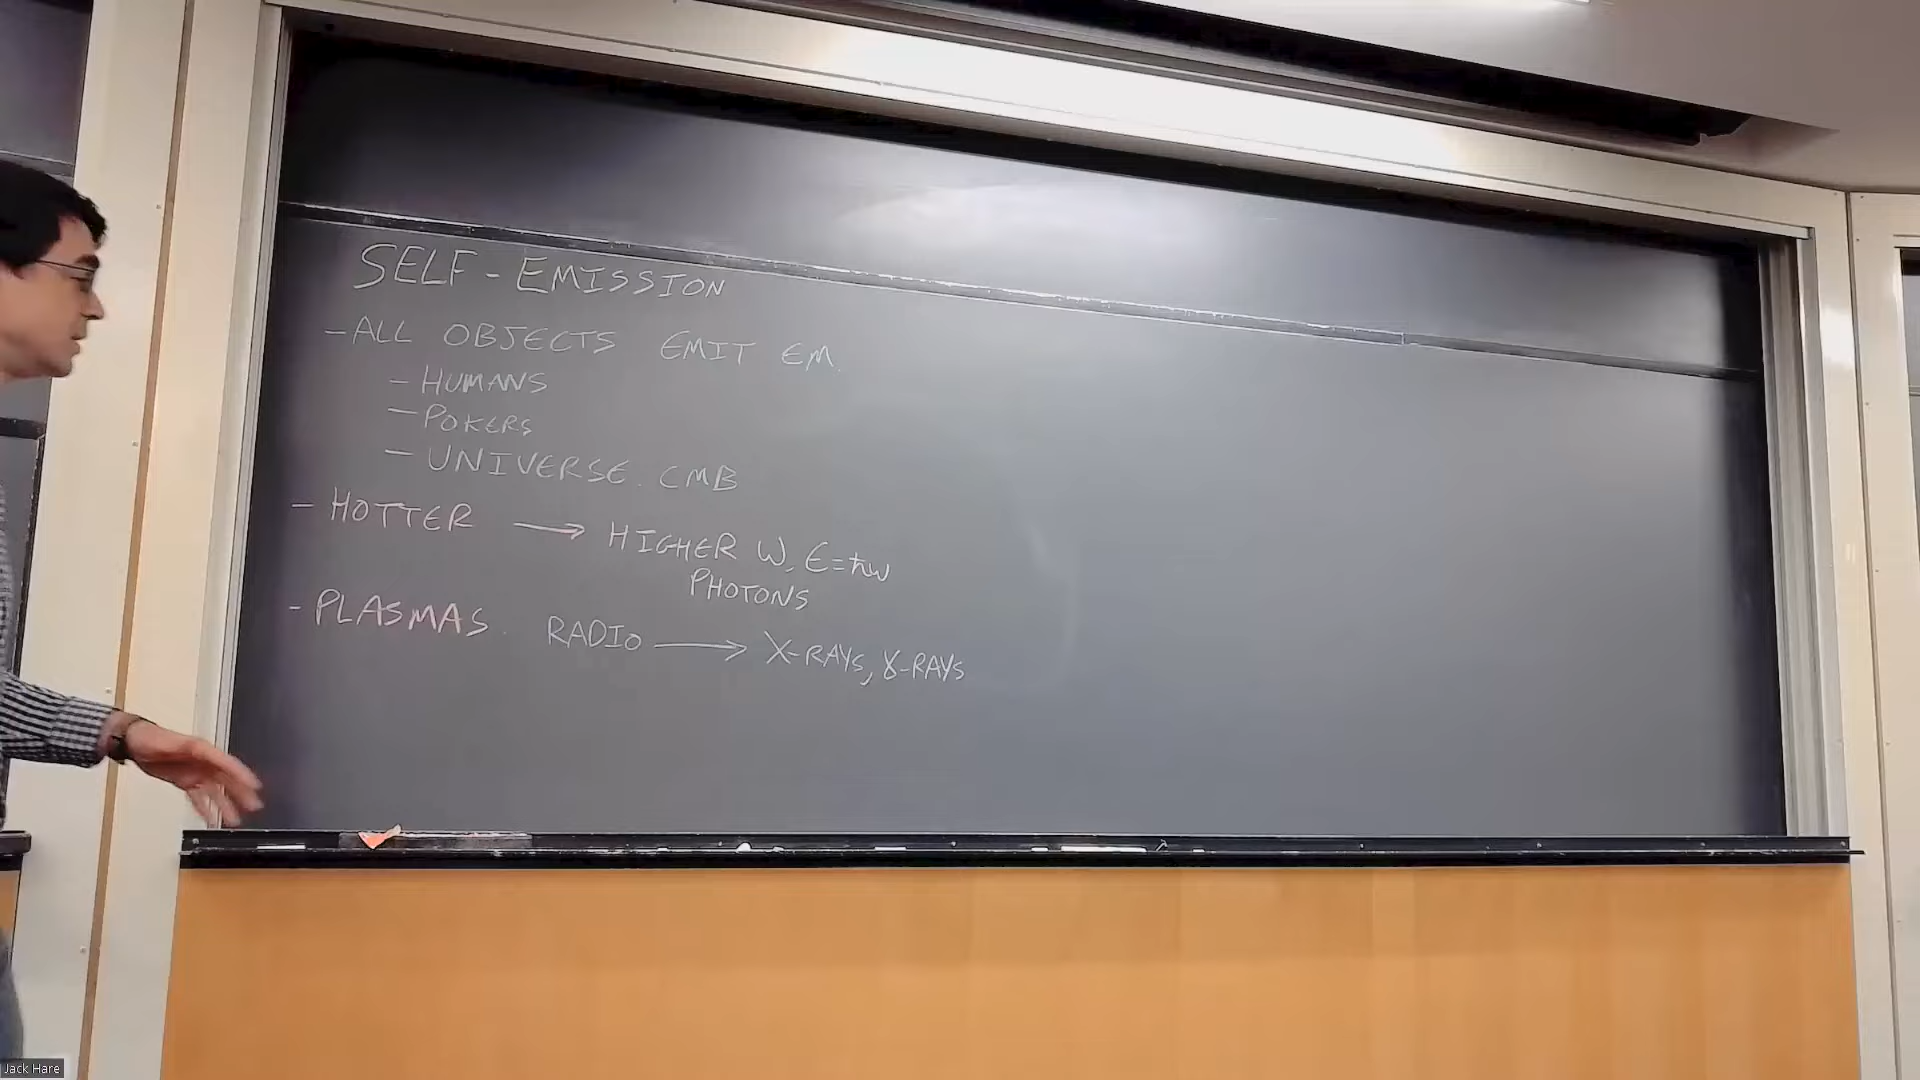 SELF-EMISSION
- ALL OBJECTS EMIT EM.
- HUMANS
- POKERS
- UNIVERSE. CMB
- HOTTER → HIGHER ω, E=ħω
PHOTONS
- PLASMAS. RADIO → X-RAYS, γ-RAYS
Jack Hare